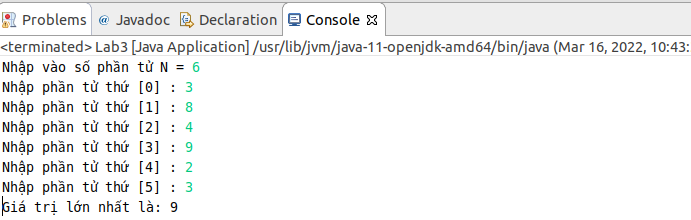 Problems @ Javadoc Declaration Console
<terminated> Lab3 [Java Application] /usr/lib/jvm/java-11-openjdk-amd64/bin/java (Mar 16, 2022, 10:43:
Nhập vào số phần tử N = 6
Nhập phần tử thứ [0] : 3
Nhập phần tử thứ [1] : 8
Nhập phần tử thứ [2] : 4
Nhập phần tử thứ [3] : 9
Nhập phần tử thứ [4] : 2
Nhập phần tử thứ [5] : 3
Giá trị lớn nhất là: 9